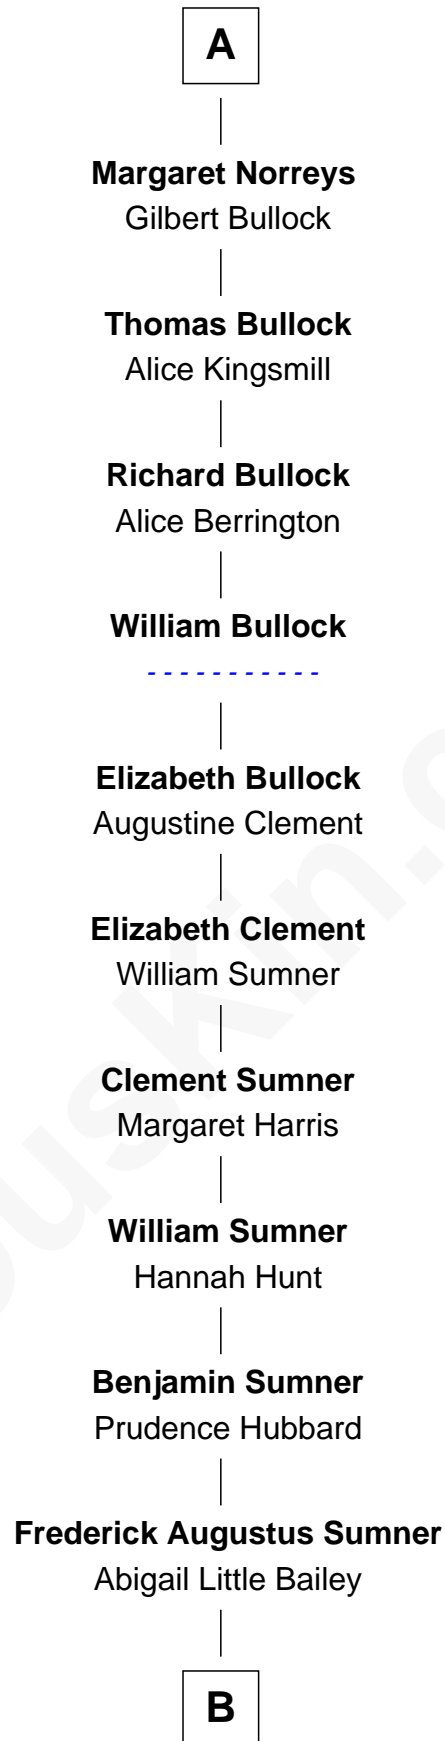 A
Margaret Norreys
Gilbert Bullock
Thomas Bullock
Alice Kingsmill
Richard Bullock
Alice Berrington
William Bullock
- - - - - - - - - - -
Elizabeth Bullock
Augustine Clement
Elizabeth Clement
William Sumner
Clement Sumner
Margaret Harris
William Sumner
Hannah Hunt
Benjamin Sumner
Prudence Hubbard
Frederick Augustus Sumner
Abigail Little Bailey
B